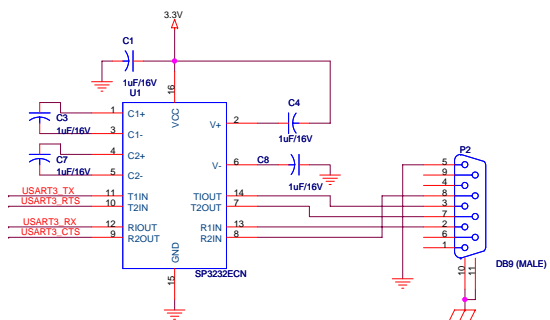 3.3V
C1
1uF/16V
U1
16
VCC
1 C1+
C3
1uF/16V
3 C1-
4 C2+
C7
1uF/16V
5 C2-
V+ 2
C4
1uF/16V
V- 6
C8
1uF/16V
USART3_TX 11 T1IN
USART3_RTS 10 T2IN
USART3_RX 12 RIOUT
USART3_CTS 9 R2OUT
TIOUT 14
T2OUT 7
R1IN 13
R2IN 8
GND
15
SP3232ECN
P2
5
9
4
8
3
7
2
6
1
10
11
DB9 (MALE)